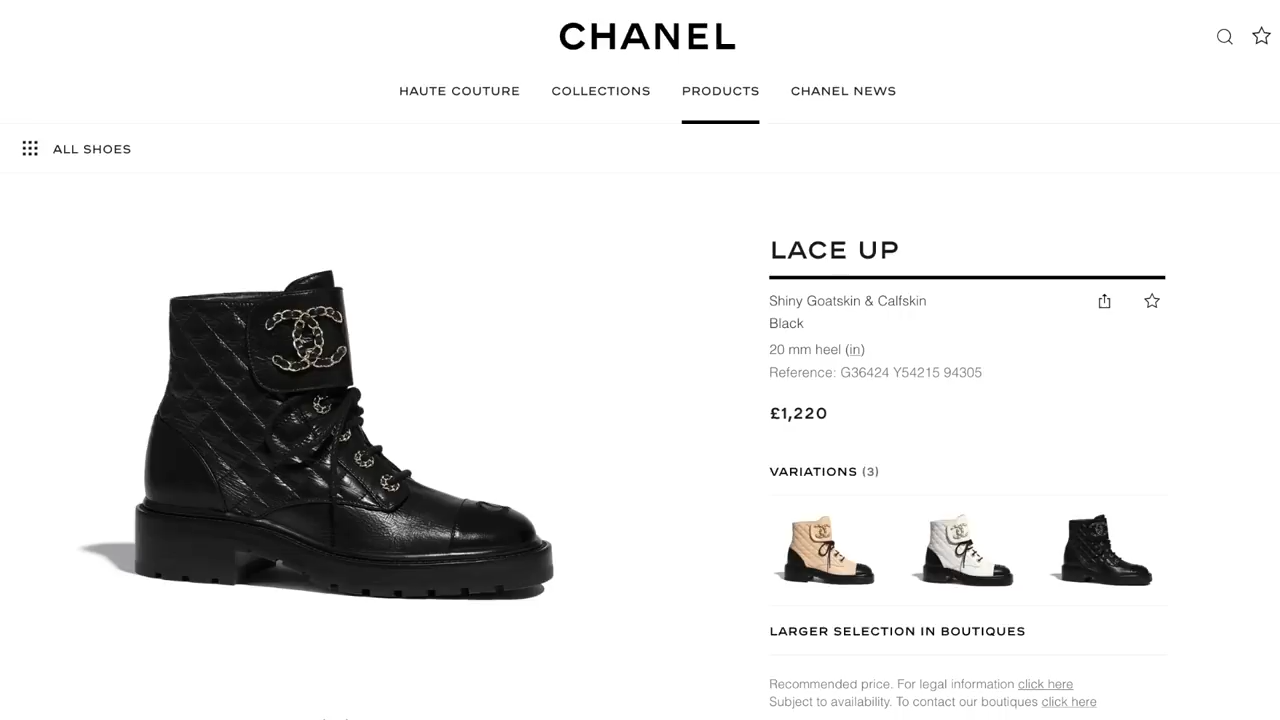 CHANEL
HAUTE COUTURE COLLECTIONS PRODUCTS CHANEL NEWS
ALL SHOES
LACE UP
Shiny Goatskin & Calfskin
Black
20 mm heel (in)
Reference: G36424 Y54215 94305
£1,220
VARIATIONS (3)
LARGER SELECTION IN BOUTIQUES
Recommended price. For legal information click here
Subject to availability. To contact our boutiques click here